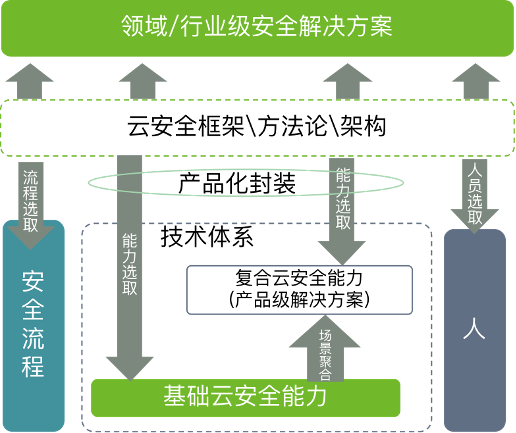 领域/行业级安全解决方案
云安全框架\方法论\架构
流程选取
能力选取
能力选取
人员选取
产品化封装
技术体系
安全流程
复合云安全能力
(产品级解决方案)
人
场景聚合
基础云安全能力